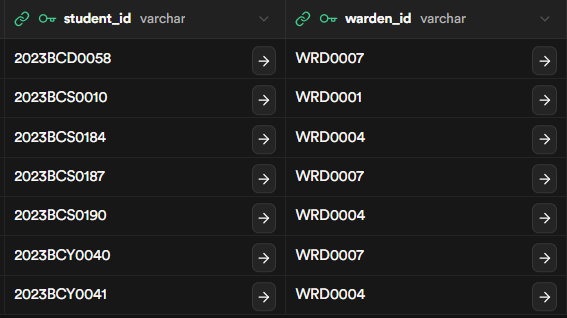 student_id varchar warden_id varchar
2023BCD0058 WRD0007
2023BCS0010 WRD0001
2023BCS0184 WRD0004
2023BCS0187 WRD0007
2023BCS0190 WRD0004
2023BCY0040 WRD0007
2023BCY0041 WRD0004